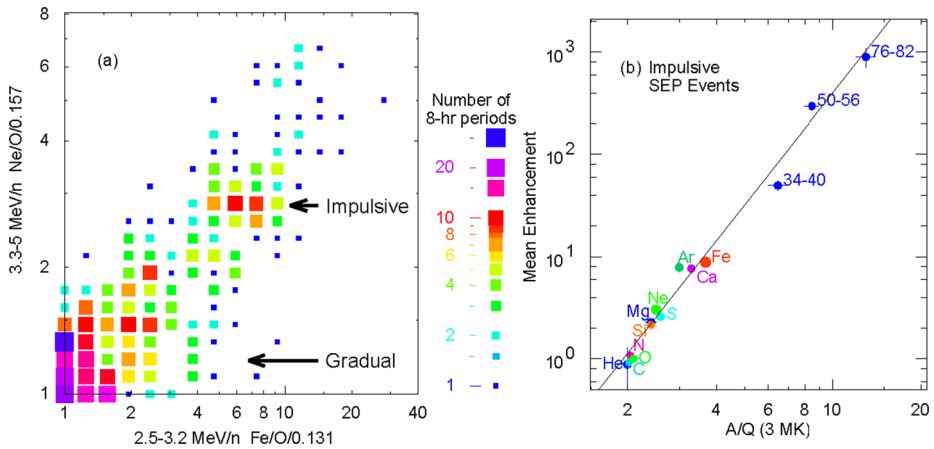 8
6
4
2
1
3.3-5 MeV/n Ne/O/0.157
(a)
Impulsive
Gradual
1
2
4
6
8
10
20
40
2.5-3.2 MeV/n Fe/O/0.131
Number of
8-hr periods
20
10
8
6
4
2
1
(b) Impulsive
SEP Events
Mean Enhancement
10³
10²
10¹
10⁰
76-82
50-56
34-40
Ar
Fe
Ca
Ne
Mg
S
Si
N
O
He
C
2
4
6
8
10
20
A/Q (3 MK)